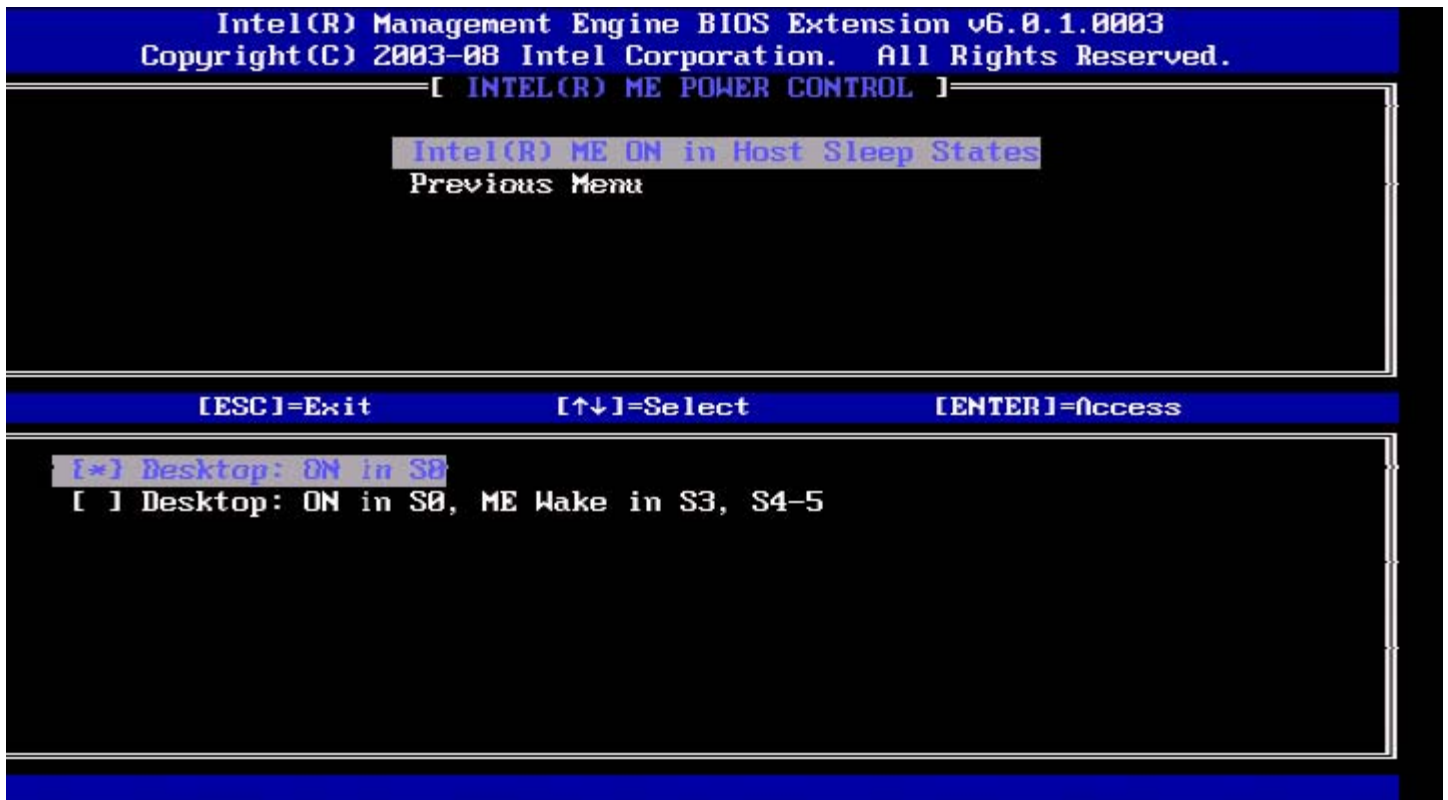 Intel(R) Management Engine BIOS Extension v6.0.1.0003
Copyright(C) 2003-08 Intel Corporation. All Rights Reserved.
[ INTEL(R) ME POWER CONTROL ]
Intel(R) ME ON in Host Sleep States
Previous Menu
[ESC]=Exit [↑↓]=Select [ENTER]=Access
[*] Desktop: ON in S0
[ ] Desktop: ON in S0, ME Wake in S3, S4-5